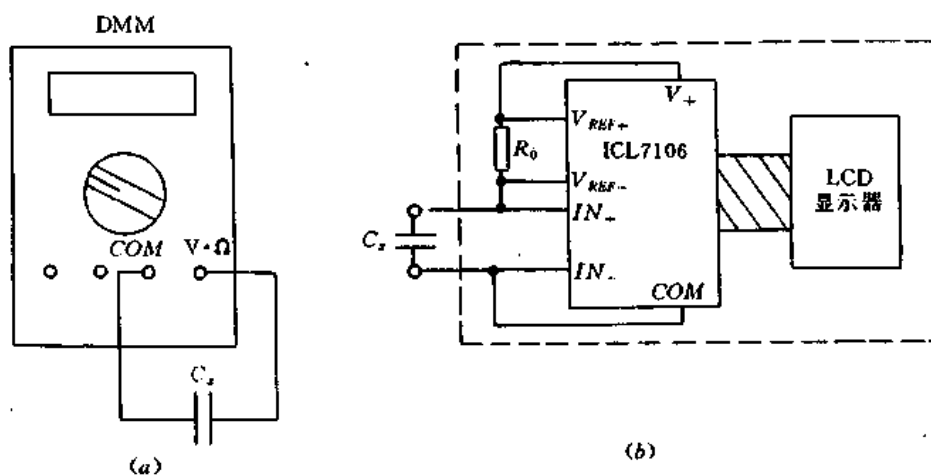 DMM
COM
V·Ω
Cx
(a)
V+
VREF+
R0
ICL7106
VREF-
IN+
Cx
IN-
COM
LCD
显示器
(b)